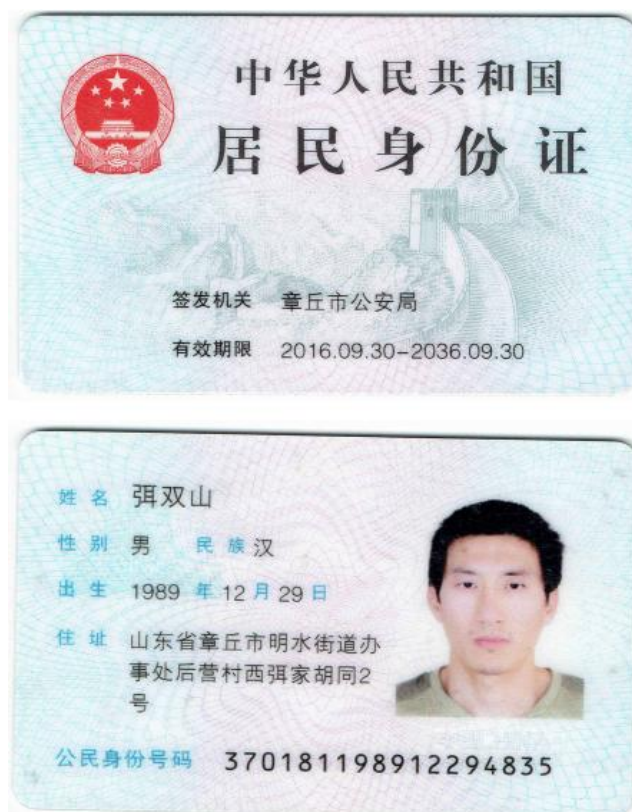 中华人民共和国
居民身份证
签发机关 章丘市公安局
有效期限 2016.09.30-2036.09.30
姓名 弭双山
性别 男 民族 汉
出生 1989 年 12 月 29 日
住址 山东省章丘市明水街道办
事处后营村西弭家胡同2
号
公民身份号码 370181198912294835